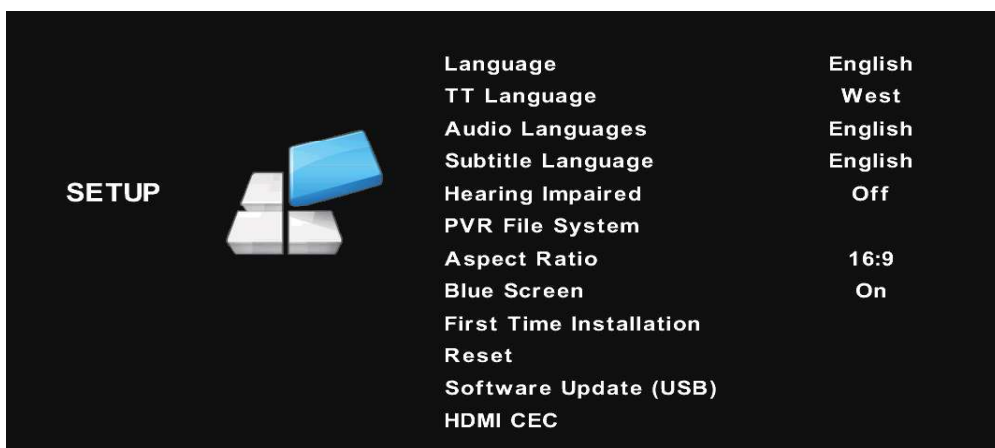 SETUP
Language English
TT Language West
Audio Languages English
Subtitle Language English
Hearing Impaired Off
PVR File System
Aspect Ratio 16:9
Blue Screen On
First Time Installation
Reset
Software Update (USB)
HDMI CEC